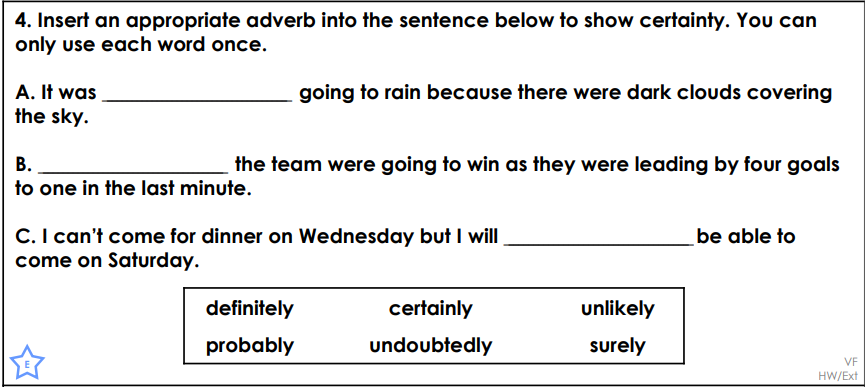 4. Insert an appropriate adverb into the sentence below to show certainty. You can
only use each word once.
A. It was __________________ going to rain because there were dark clouds covering
the sky.
B. __________________ the team were going to win as they were leading by four goals
to one in the last minute.
C. I can’t come for dinner on Wednesday but I will __________________ be able to
come on Saturday.
definitely certainly unlikely
probably undoubtedly surely
E
VF
HW/Ext